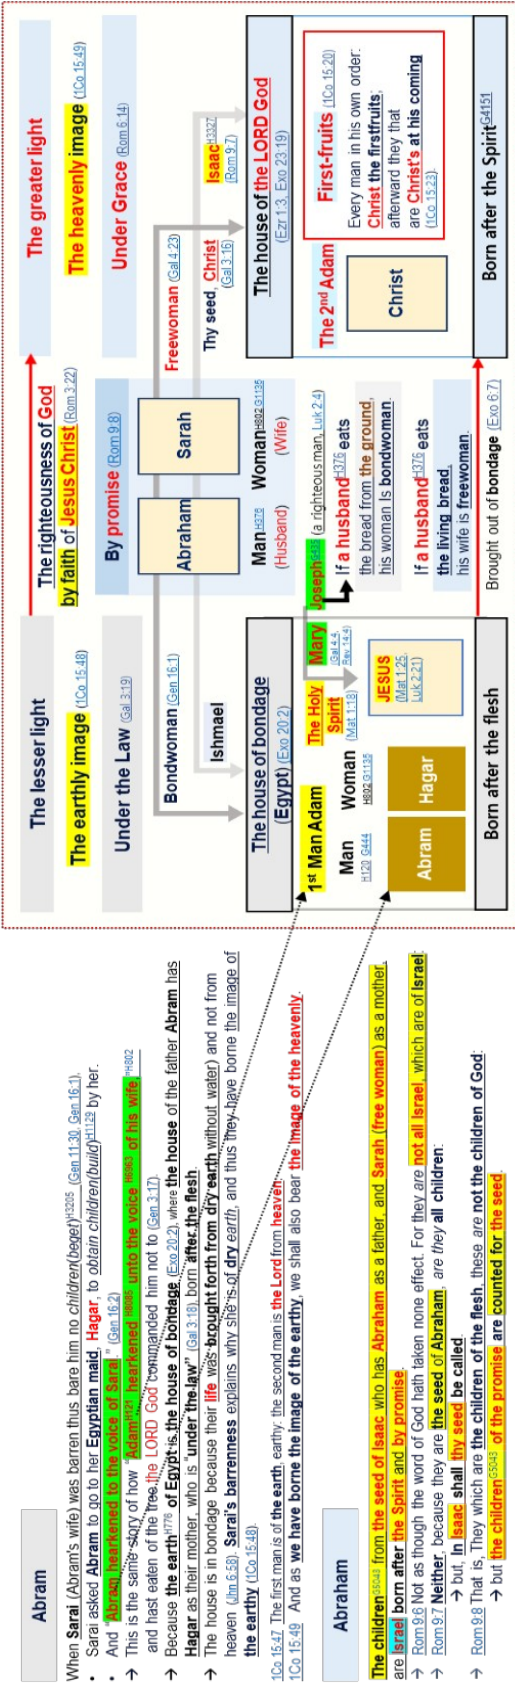 Abram
When Sarai (Abram's wife) was barren thus bare him no children(beget)H3205 (Gen 11:30, Gen 16:1).
• Sarai asked Abram to go to her Egyptian maid, Hagar, to obtain children(build)H1129 by her.
• And "Abram hearkened to the voice of Sarai." (Gen 16:2)
→ This is the same story of how "AdamH121 hearkened H8085 unto the voice H6963 of his wife,"H802
and hast eaten of the tree, the LORD God commanded him not to (Gen 3:17).
→ Because the earthH776 of Egypt is the house of bondage (Exo 20:2), where the house of the father Abram has
Hagar as their mother, who is "under the law" (Gal 3:18), born after the flesh.
→ The house is in bondage because their life was brought forth from dry earth without water) and not from
heaven (Jhn 6:58). Sarai's barrenness explains why she is of dry earth, and thus they have borne the image of
the earthy (1Co 15:48).
1Co 15:47 The first man is of the earth, earthy: the second man is the Lord from heaven.
1Co 15:49 And as we have borne the image of the earthy, we shall also bear the image of the heavenly.
Abraham
The childrenG5043 from the seed of Isaac who has Abraham as a father, and Sarah (free woman) as a mother,
are Israel born after the Spirit and by promise.
→ Rom 9:6 Not as though the word of God hath taken none effect. For they are not all Israel, which are of Israel:
→ Rom 9:7 Neither, because they are the seed of Abraham, are they all children:
→ but, In Isaac shall thy seed be called.
→ Rom 9:8 That is, They which are the children of the flesh, these are not the children of God:
→ but the childrenG5043 of the promise are counted for the seed.
The lesser light
The righteousness of God
by faith of Jesus Christ (Rom 3:22)
The greater light
The earthly image (1Co 15:48)
The heavenly image (1Co 15:49)
Under the Law (Gal 3:19)
By promise (Rom 9:8)
Under Grace (Rom 6:14)
Abraham
Sarah
Bondwoman (Gen 16:1)
Freewoman (Gal 4:23)
Ishmael
ManH376
(Husband)
WomanH802 G1135
(Wife)
Thy seed, Christ
(Gal 3:16)
IsaacH3327
(Rom 9:7)
The house of bondage
(Egypt) (Exo 20:2)
The house of the LORD God
(Ezr 1:3, Exo 23:19)
1st Man Adam
The Holy
Spirit
(Mat 1:18)
Mary
(Gal 4:4,
Rev 14:4)
JosephG435 (a righteous man, Luk 2:4)
Man
H120 G444
Woman
H802 G1135
If a husbandH376 eats
the bread from the ground,
his woman Is bondwoman.
If a husbandH376 eats
the living bread,
his wife is freewoman.
Abram
Hagar
JESUS
(Mat 1:25,
Luk 2:21)
The 2nd Adam
Christ
First-fruits (1Co 15:20)
Every man in his own order:
Christ the firstfruits;
afterward they that
are Christ's at his coming
(1Co 15:23).
Born after the flesh
Brought out of bondage (Exo 6:7)
Born after the SpiritG4151